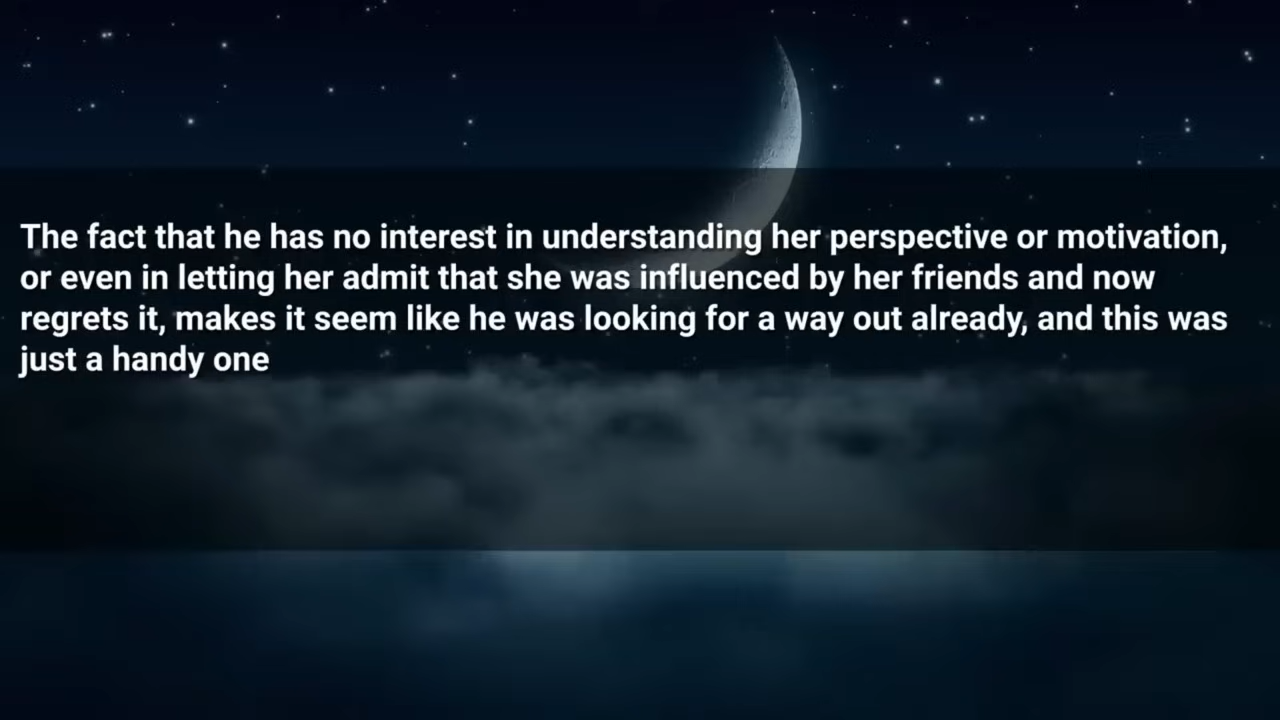 The fact that he has no interest in understanding her perspective or motivation,
or even in letting her admit that she was influenced by her friends and now
regrets it, makes it seem like he was looking for a way out already, and this was
just a handy one